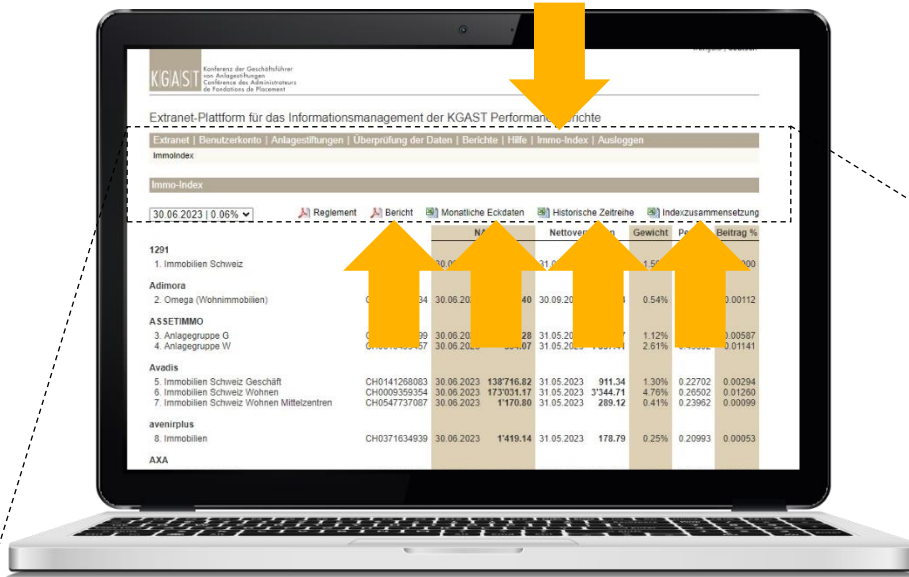 KGAST
Konferenz der Geschäftsführer
von Anlagestiftungen
Conférence des Administrateurs
de Fondations de Placement
Extranet-Plattform für das Informationsmanagement der KGAST
Extranet | Benutzerkonto | Anlagestiftungen | Überprüfung der Daten | Berichte | Hilfe | Immo-Index | Ausloggen
ImmoIndex
Immo-Index
30.06.2023 | 0.06% Reglement Bericht Monatliche Eckdaten Historische Zeitreihe Indexzusammensetzung
Gewicht Beitrag %
1291
1. Immobilien Schweiz
Adimora
2. Omega (Wohnimmobilien) 30.06.2023 0.54% 0.00112
ASSETIMMO
3. Anlagegruppe G 30.06.2023 31.05.2023 1.12% 0.00587
4. Anlagegruppe W 30.06.2023 31.05.2023 2.61% 0.01141
Avadis
5. Immobilien Schweiz Geschäft CH0141268083 30.06.2023 138'716.82 31.05.2023 911.34 1.30% 0.22702 0.00294
6. Immobilien Schweiz Wohnen CH0009359354 30.06.2023 173'031.17 31.05.2023 3'344.71 4.76% 0.26502 0.01260
7. Immobilien Schweiz Wohnen Mittelzentren CH0547737087 30.06.2023 1'170.80 31.05.2023 289.12 0.41% 0.23962 0.00099
avenirplus
8. Immobilien CH0371634939 30.06.2023 1'419.14 31.05.2023 178.79 0.25% 0.20993 0.00053
AXA